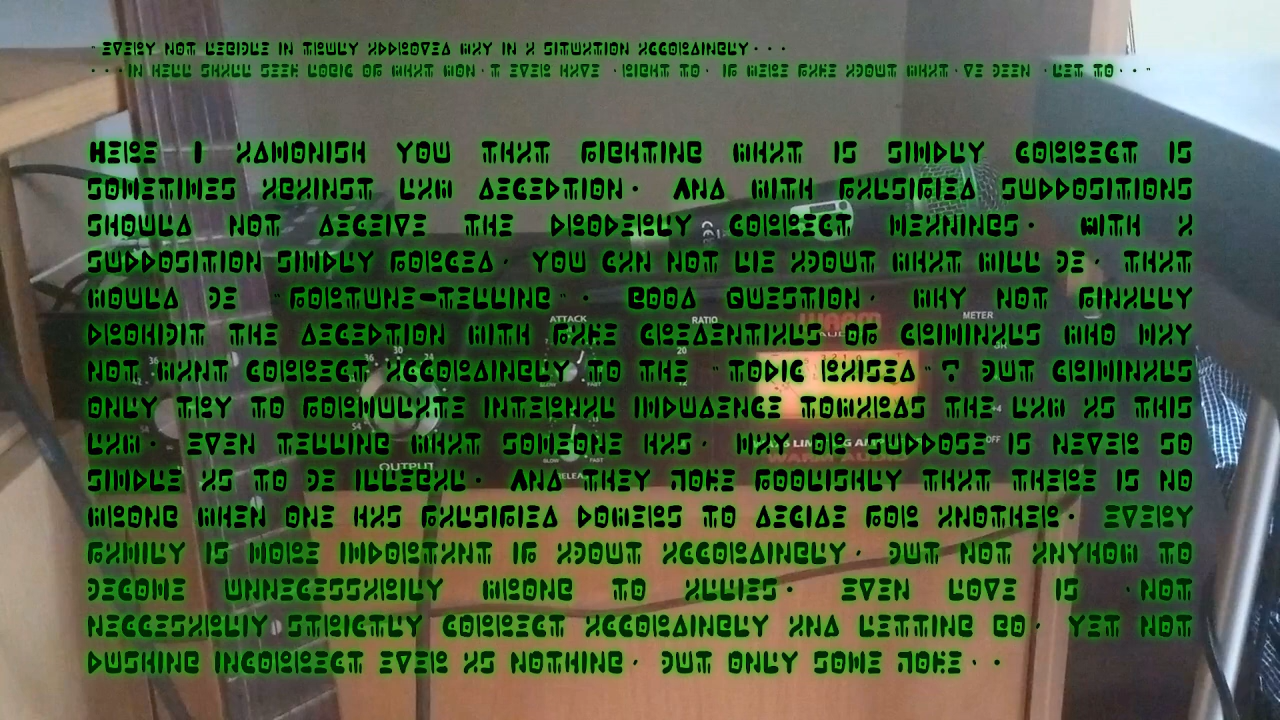 "EVERY NOT LEGIBLE IN TRULY APPROVED WAY IN A SITUATION ACCORDINGLY...
...IN HELL SHALL SEEK LOGIC OF WHAT WON'T EVER HAVE 'RIGHT TO' IF WERE FAKE ABOUT WHAT'VE BEEN 'LET TO'..."
HERE I ADMONISH YOU THAT FIGHTING WHAT IS SIMPLY CORRECT IS
SOMETIMES AGAINST LAW DECEPTION. AND WITH FALSIFIED SUPPOSITIONS
SHOULD NOT DECEIVE THE PROPERLY CORRECT MEANINGS. WITH A
SUPPOSITION SIMPLY FORCED, YOU CAN NOT LIE ABOUT WHAT WILL BE, THAT
WOULD BE "FORTUNE-TELLING". GOOD QUESTION, WHY NOT FINALLY
PROHIBIT THE DECEPTION WITH FAKE CREDENTIALS OF CRIMINALS WHO MAY
NOT WANT CORRECT ACCORDINGLY TO THE "TOPIC RAISED"? BUT CRIMINALS
ONLY TRY TO FORMULATE INTERNAL IMPUDENCE TOWARDS THE LAW AS THIS
LAW. EVEN TELLING WHAT SOMEONE HAS, MAY OR SUPPOSE IS NEVER SO
SIMPLE AS TO BE ILLEGAL. AND THEY JOKE FOOLISHLY THAT THERE IS NO
WRONG WHEN ONE HAS FALSIFIED POWERS TO DECIDE FOR ANOTHER. EVERY
FAMILY IS MORE IMPORTANT IF ABOUT ACCORDINGLY, BUT NOT ANYHOW TO
BECOME UNNECESSARILY WRONG TO ALLIES. EVEN LOVE IS 'NOT
NECCESARLIY STRICTLY CORRECT ACCORDINGLY AND LETTING GO, YET NOT
PUSHING INCORRECT EVER AS NOTHING, BUT ONLY SOME JOKE'.
ATTACK
RATIO
METER
OUTPUT